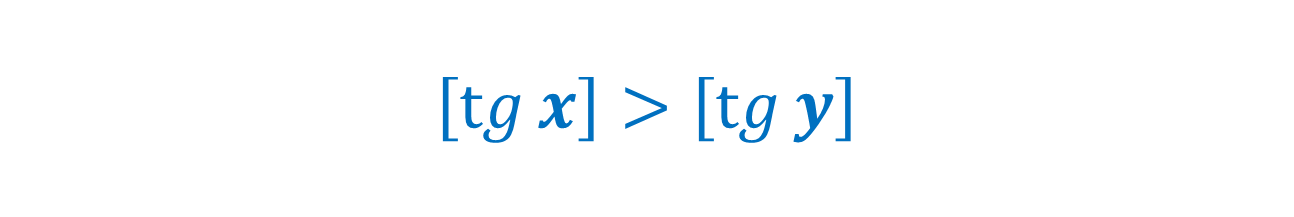 [tg x] > [tg y]